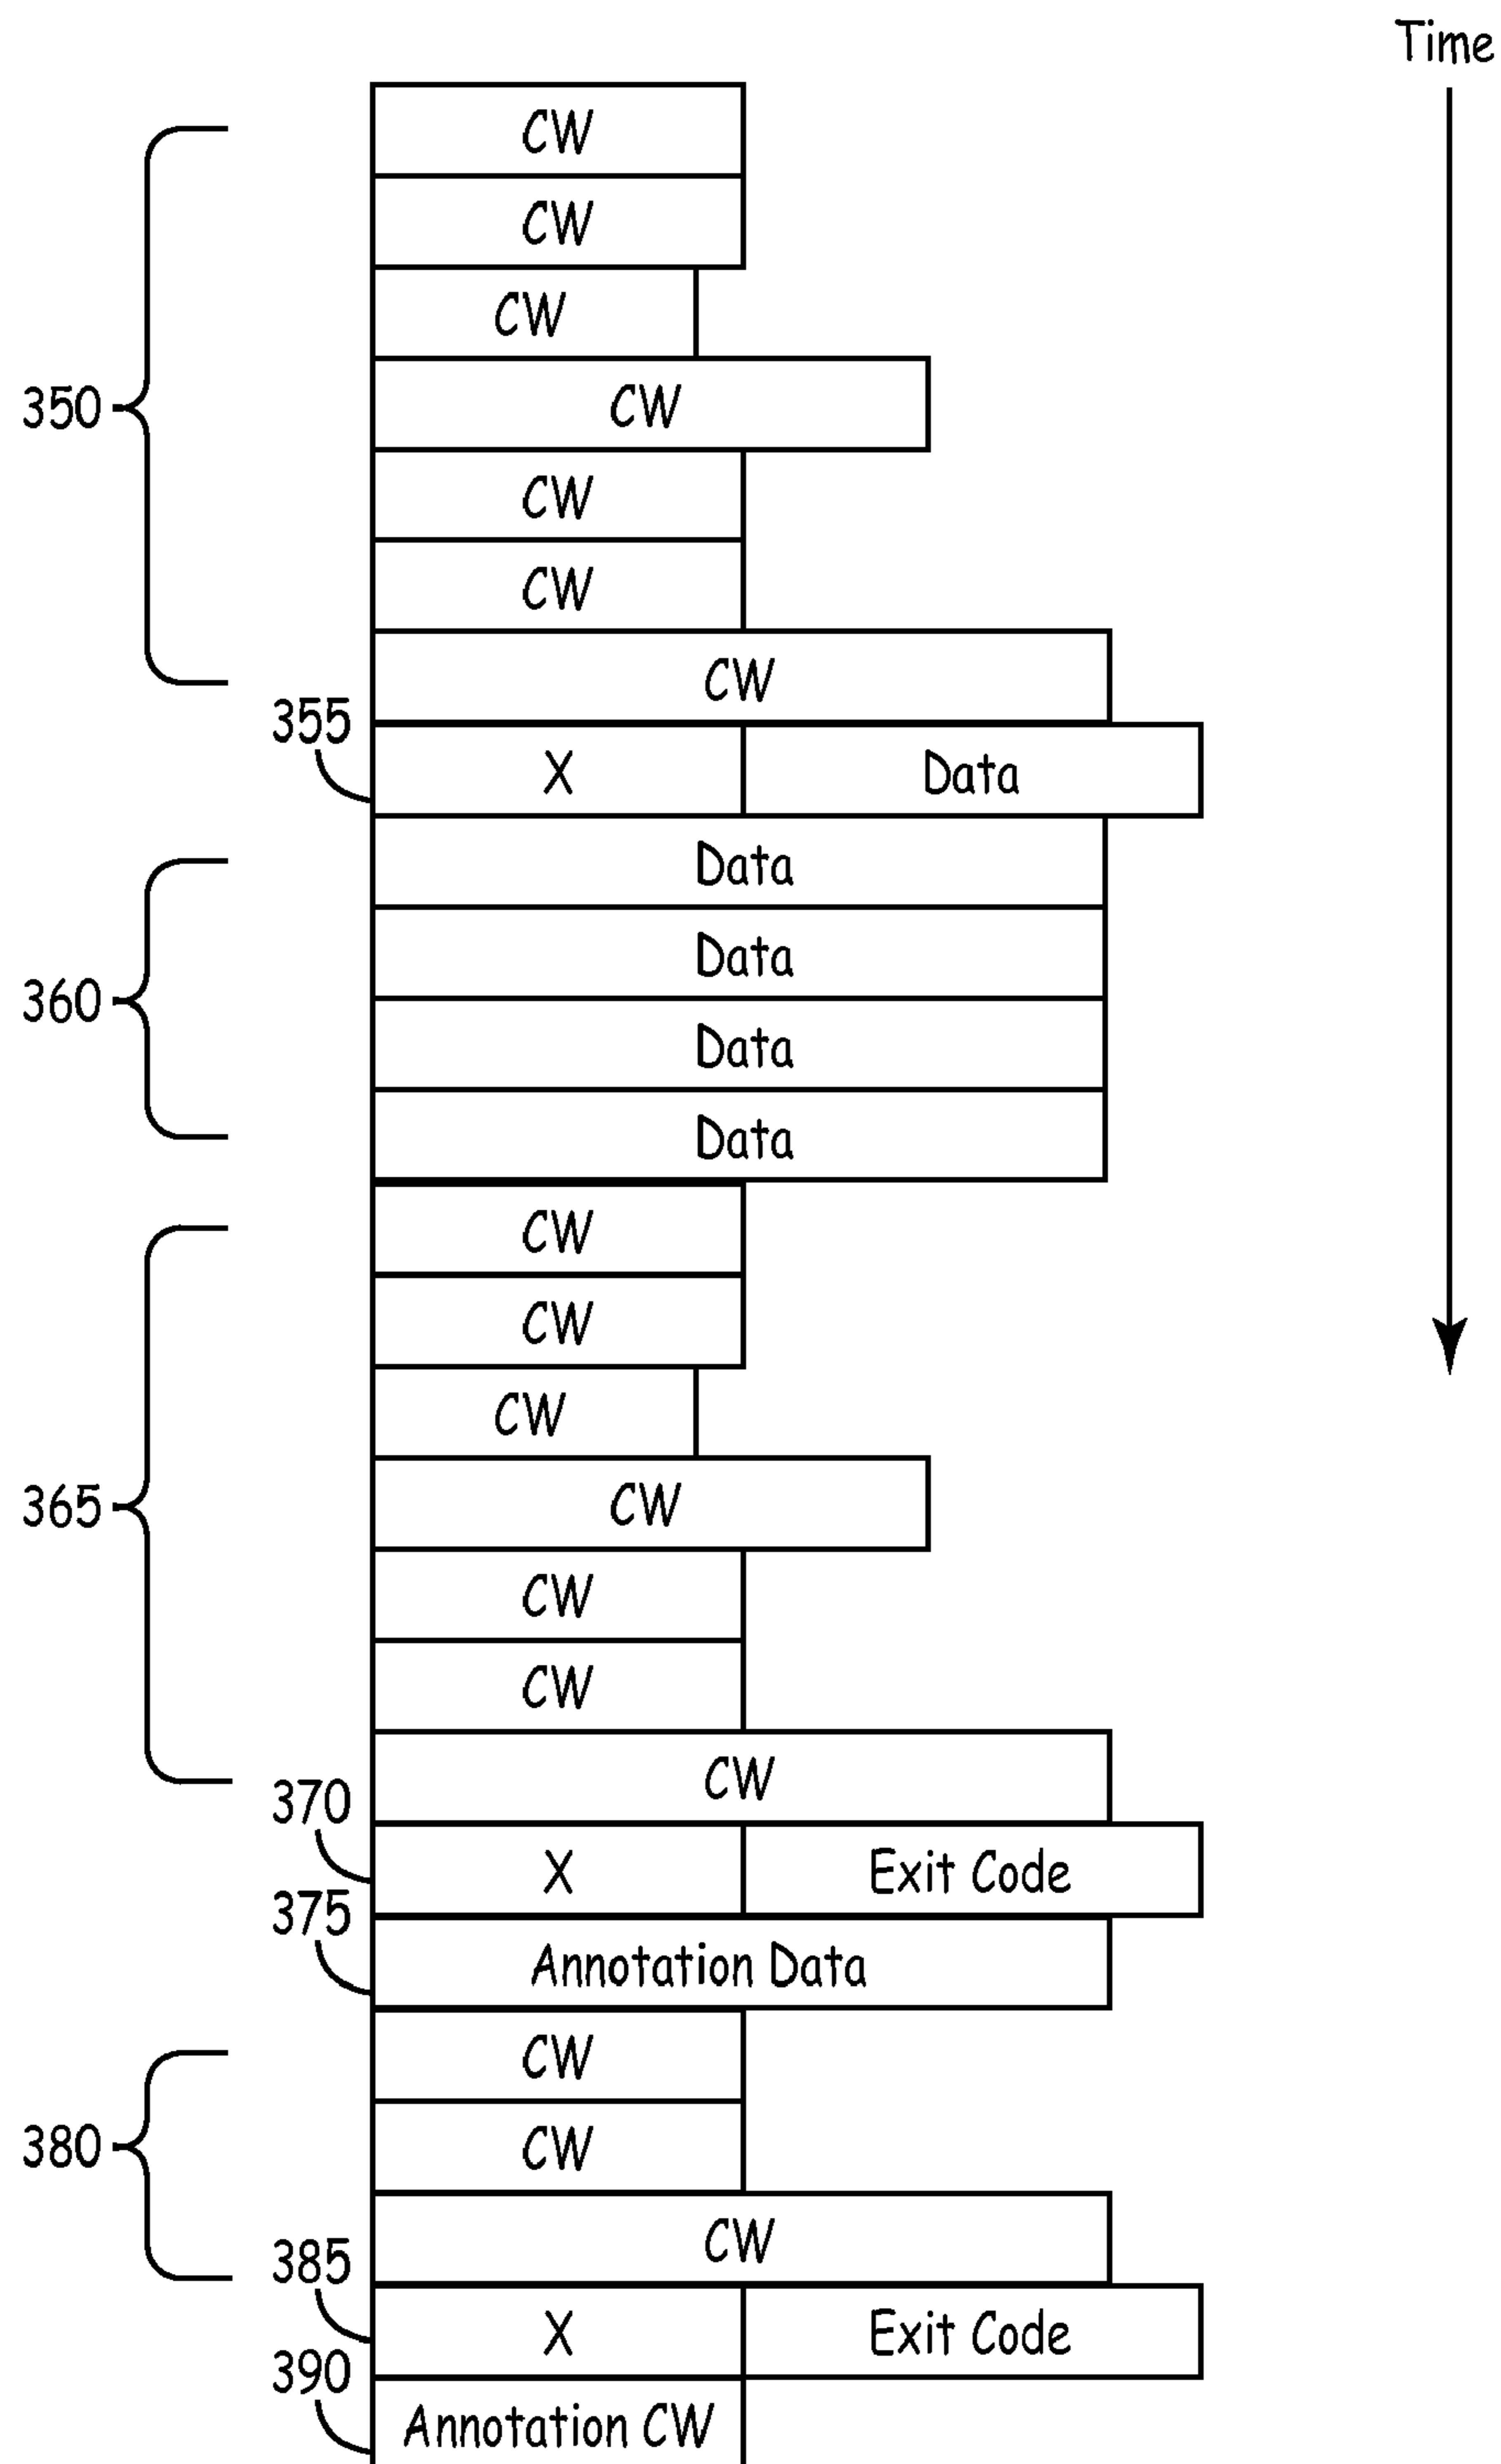 Time
CW
CW
CW
350
CW
CW
CW
CW
355
X Data
Data
Data
360
Data
Data
CW
CW
CW
365
CW
CW
CW
CW
370
X Exit Code
375
Annotation Data
CW
380
CW
CW
385
X Exit Code
390
Annotation CW